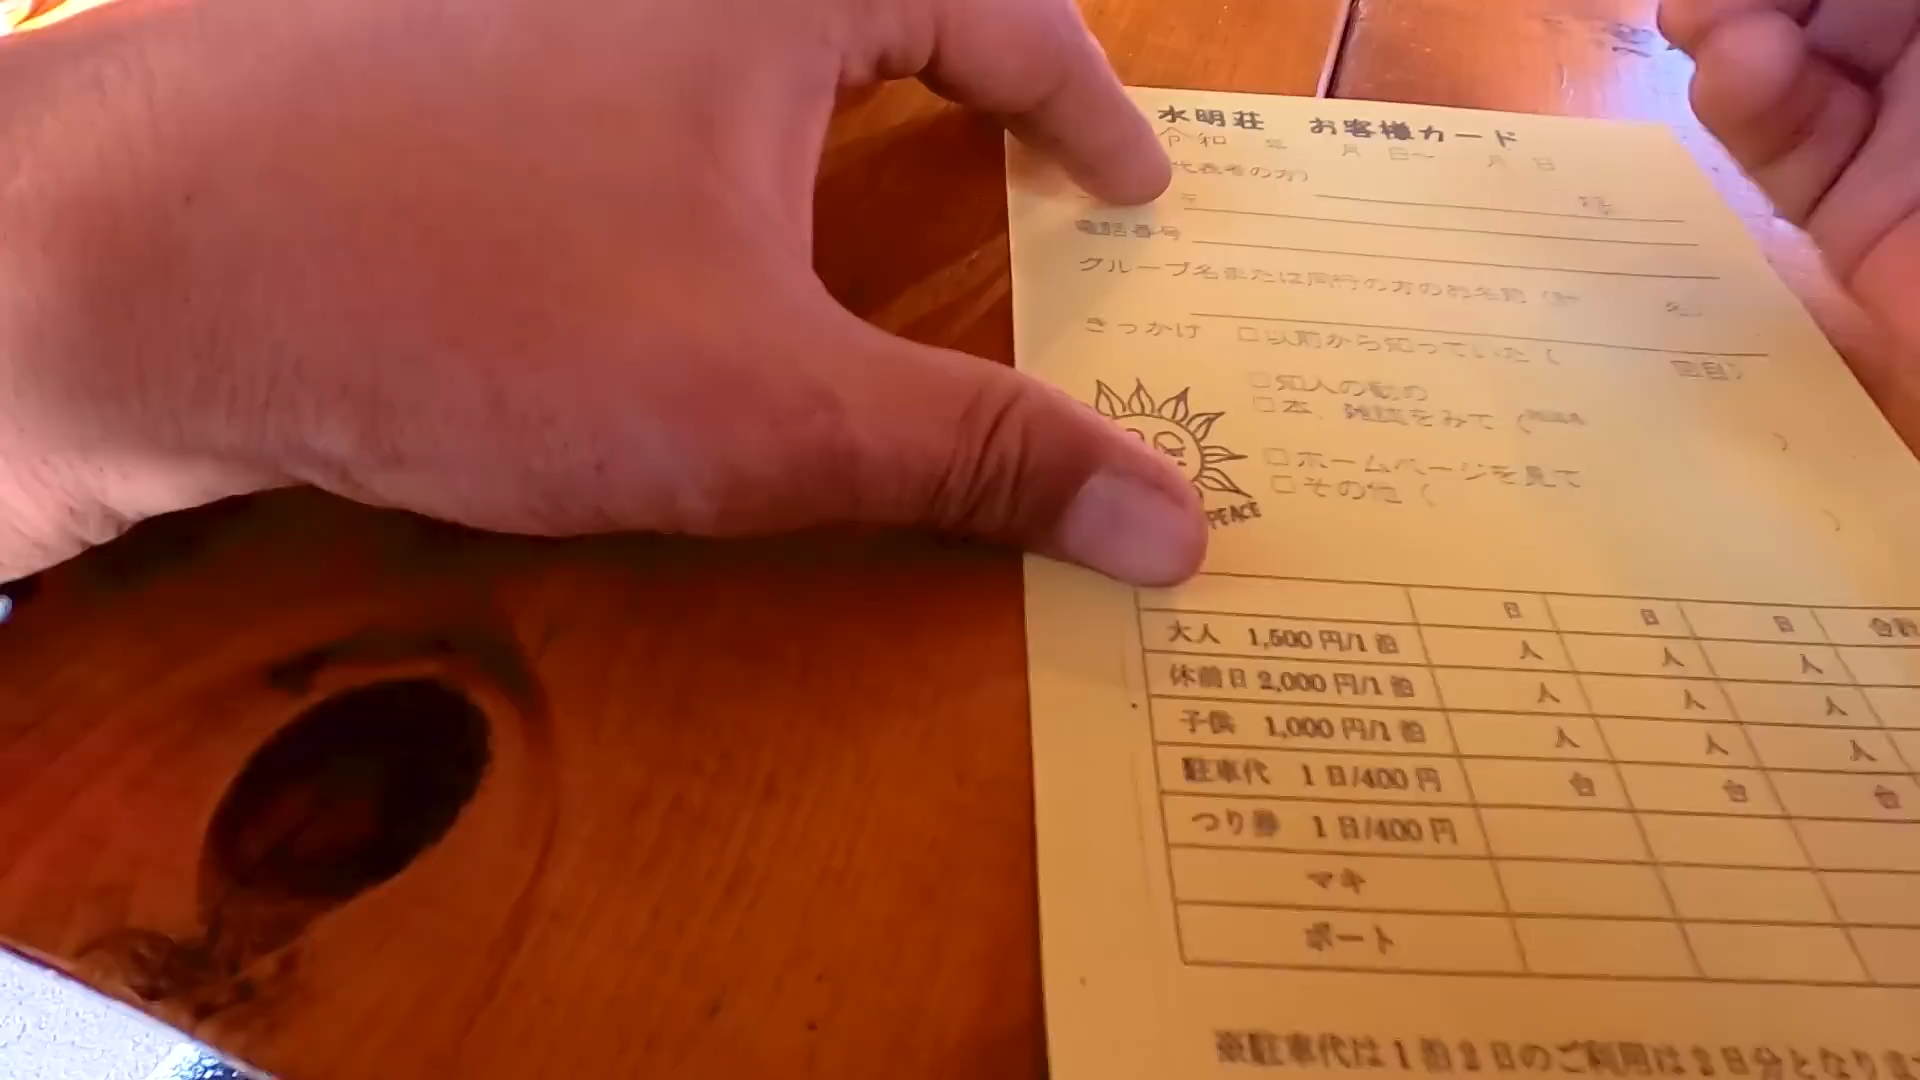 水明荘 お客様カード
令和 年 月 日～ 月 日
代表者の方）
様
〒
電話番号
グループ名または同行の方のお名前（計 名）
きっかけ □以前から知っていた（ 回目）
□知人の勧め
□本、雑誌をみて（ ）
□ホームページを見て
□その他（ ）
PEACE
日 日 日 合計
大人 1,500円/1泊 人 人 人
休前日 2,000円/1泊 人 人 人
子供 1,000円/1泊 人 人 人
駐車代 1日/400円 台 台 台
つり券 1日/400円
マキ
ボート
※駐車代は1泊2日のご利用は2日分となりま